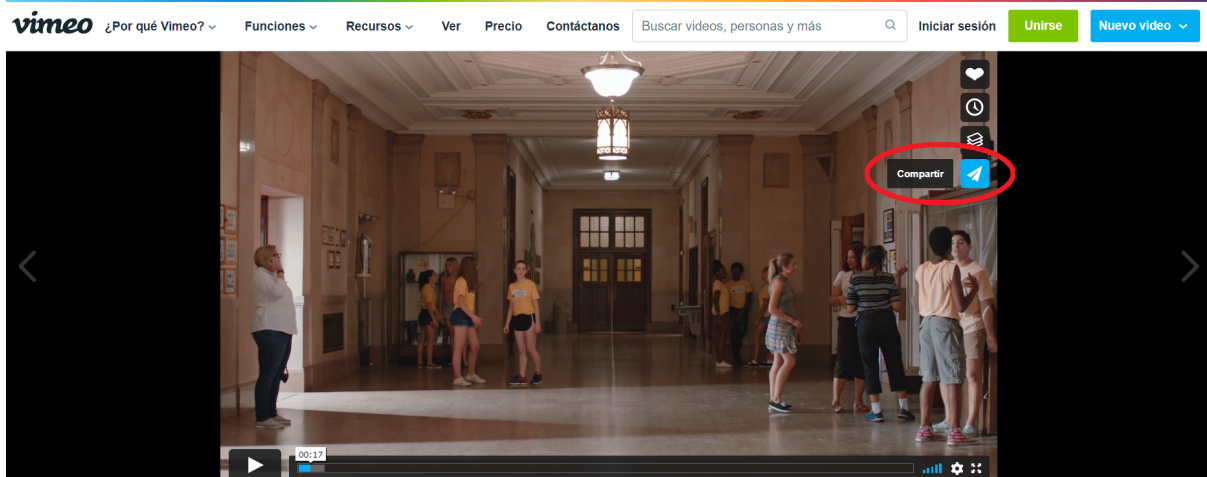 vimeo ¿Por qué Vimeo? Funciones Recursos Ver Precio Contáctanos Buscar videos, personas y más Iniciar sesión Unirse Nuevo video
Compartir
00:17